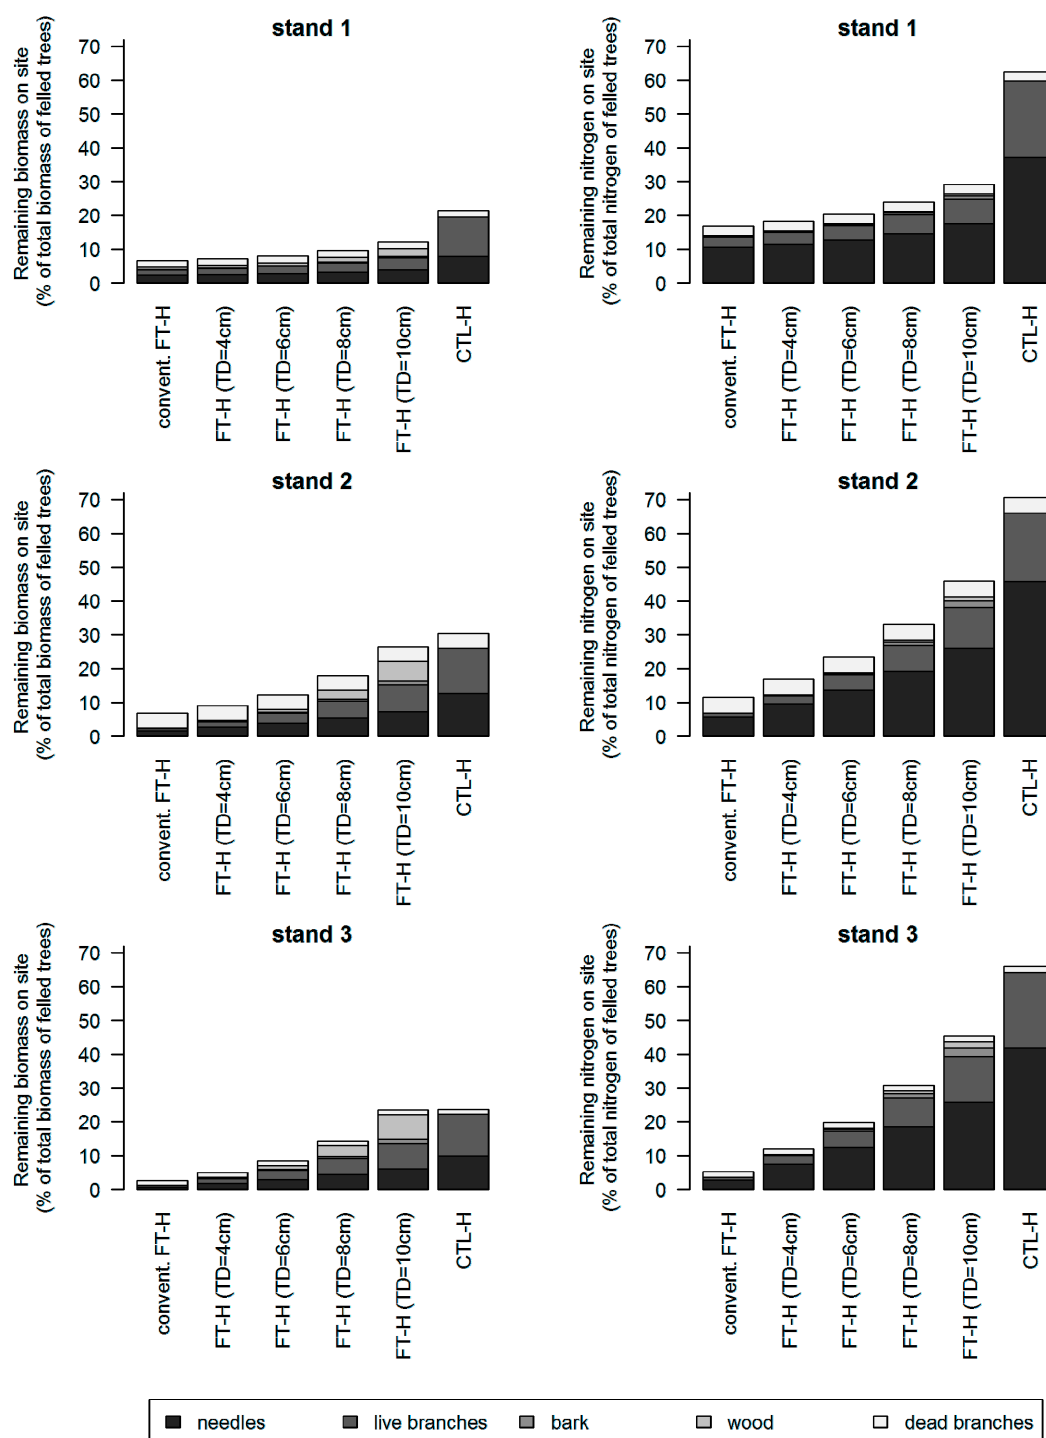 stand 1
Remaining biomass on site
(% of total biomass of felled trees)
70
60
50
40
30
20
10
0
convent. FT-H
FT-H (TD=4cm)
FT-H (TD=6cm)
FT-H (TD=8cm)
FT-H (TD=10cm)
CTL-H
stand 1
Remaining nitrogen on site
(% of total nitrogen of felled trees)
70
60
50
40
30
20
10
0
convent. FT-H
FT-H (TD=4cm)
FT-H (TD=6cm)
FT-H (TD=8cm)
FT-H (TD=10cm)
CTL-H
stand 2
Remaining biomass on site
(% of total biomass of felled trees)
70
60
50
40
30
20
10
0
convent. FT-H
FT-H (TD=4cm)
FT-H (TD=6cm)
FT-H (TD=8cm)
FT-H (TD=10cm)
CTL-H
stand 2
Remaining nitrogen on site
(% of total nitrogen of felled trees)
70
60
50
40
30
20
10
0
convent. FT-H
FT-H (TD=4cm)
FT-H (TD=6cm)
FT-H (TD=8cm)
FT-H (TD=10cm)
CTL-H
stand 3
Remaining biomass on site
(% of total biomass of felled trees)
70
60
50
40
30
20
10
0
convent. FT-H
FT-H (TD=4cm)
FT-H (TD=6cm)
FT-H (TD=8cm)
FT-H (TD=10cm)
CTL-H
stand 3
Remaining nitrogen on site
(% of total nitrogen of felled trees)
70
60
50
40
30
20
10
0
convent. FT-H
FT-H (TD=4cm)
FT-H (TD=6cm)
FT-H (TD=8cm)
FT-H (TD=10cm)
CTL-H
needles live branches bark wood dead branches